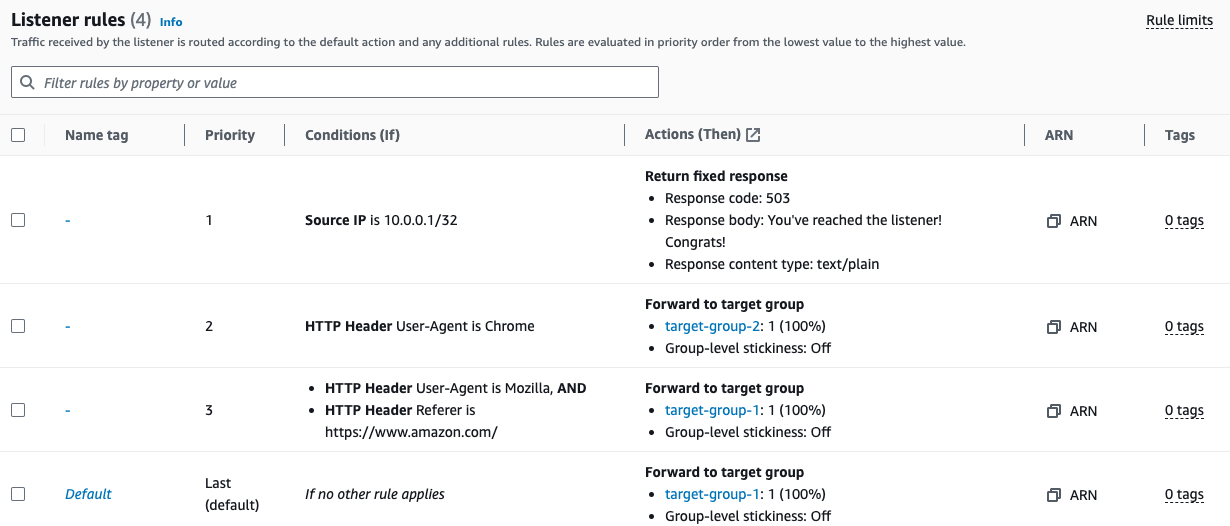 Listener rules (4) Info
Rule limits
Traffic received by the listener is routed according to the default action and any additional rules. Rules are evaluated in priority order from the lowest value to the highest value.
Filter rules by property or value
Name tag Priority Conditions (If) Actions (Then) ARN Tags
Return fixed response
• Response code: 503
- 1 Source IP is 10.0.0.1/32 • Response body: You've reached the listener! ARN 0 tags
Congrats!
• Response content type: text/plain
Forward to target group
- 2 HTTP Header User-Agent is Chrome • target-group-2: 1 (100%) ARN 0 tags
• Group-level stickiness: Off
• HTTP Header User-Agent is Mozilla, AND Forward to target group
- 3 • HTTP Header Referer is • target-group-1: 1 (100%) ARN 0 tags
https://www.amazon.com/ • Group-level stickiness: Off
Forward to target group
Last
Default If no other rule applies • target-group-1: 1 (100%) ARN 0 tags
(default)
• Group-level stickiness: Off